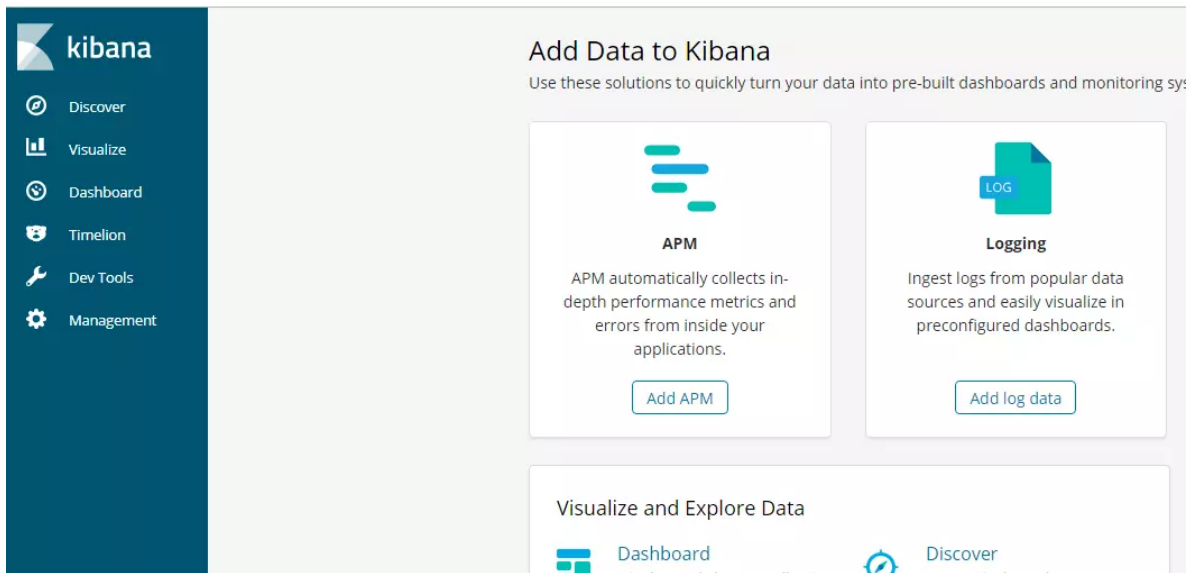 kibana
Discover
Visualize
Dashboard
Timelion
Dev Tools
Management
Add Data to Kibana
Use these solutions to quickly turn your data into pre-built dashboards and monitoring
APM
APM automatically collects in-
depth performance metrics and
errors from inside your
applications.
Add APM
LOG
Logging
Ingest logs from popular data
sources and easily visualize in
preconfigured dashboards.
Add log data
Visualize and Explore Data
Dashboard
Discover